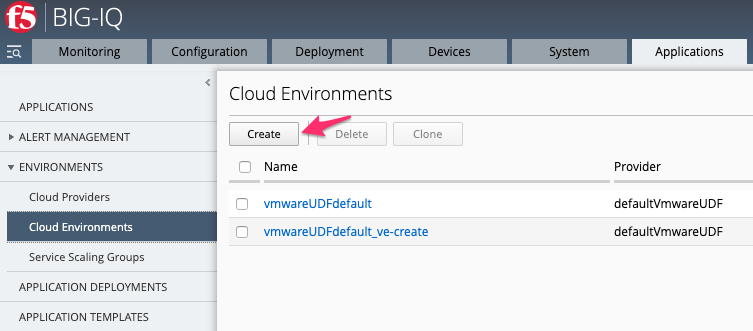 f5 BIG-IQ
Monitoring Configuration Deployment Devices System Applications
APPLICATIONS
ALERT MANAGEMENT
ENVIRONMENTS
Cloud Providers
Cloud Environments
Service Scaling Groups
APPLICATION DEPLOYMENTS
APPLICATION TEMPLATES
Cloud Environments
Create Delete Clone
Name Provider
vmwareUDFdefault defaultVmwareUDF
vmwareUDFdefault_ve-create defaultVmwareUDF